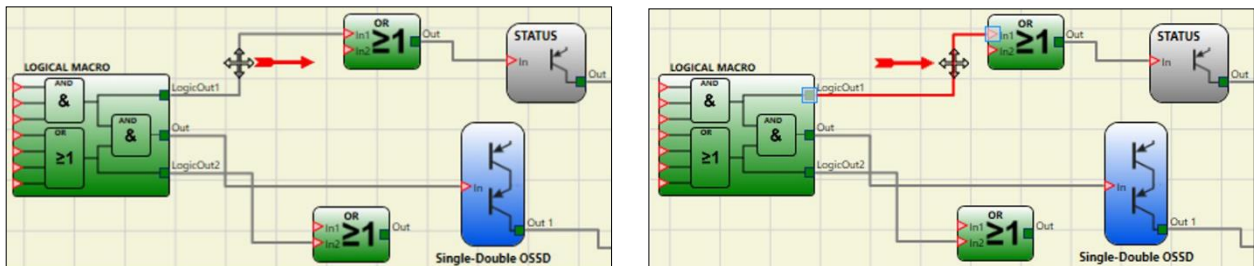 OR
In1
In2
≥1
Out
STATUS
In
Out
LOGICAL MACRO
AND
&
OR
≥1
AND
&
LogicOut1
Out
LogicOut2
In
Out 1
OR
In1
In2
≥1
Out
Single-Double OSSD
OR
In1
In2
≥1
Out
STATUS
In
Out
LOGICAL MACRO
AND
&
OR
≥1
AND
&
LogicOut1
Out
LogicOut2
In
Out 1
OR
In1
In2
≥1
Out
Single-Double OSSD